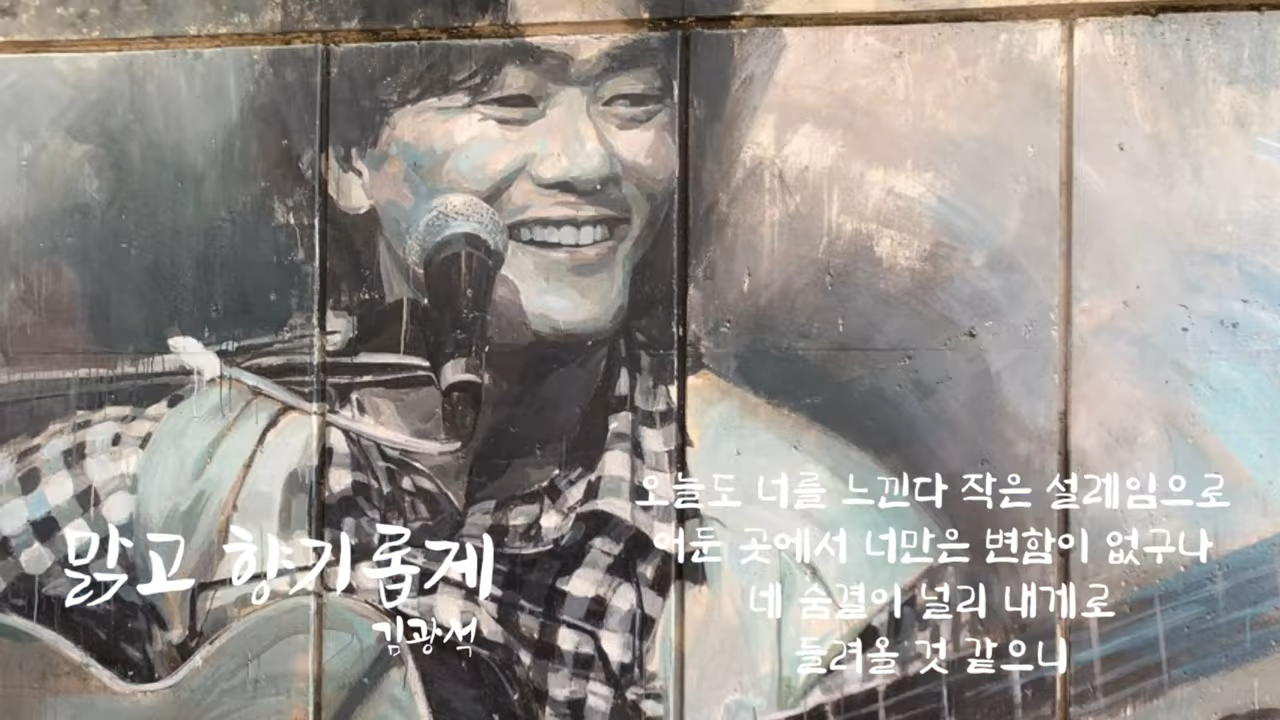 맑고 향기롭게
김광석
오늘도 너를 느낀다 작은 설레임으로
어둔 곳에서 너만은 변함이 없구나
네 숨결이 널리 내게로
들려올 것 같으니